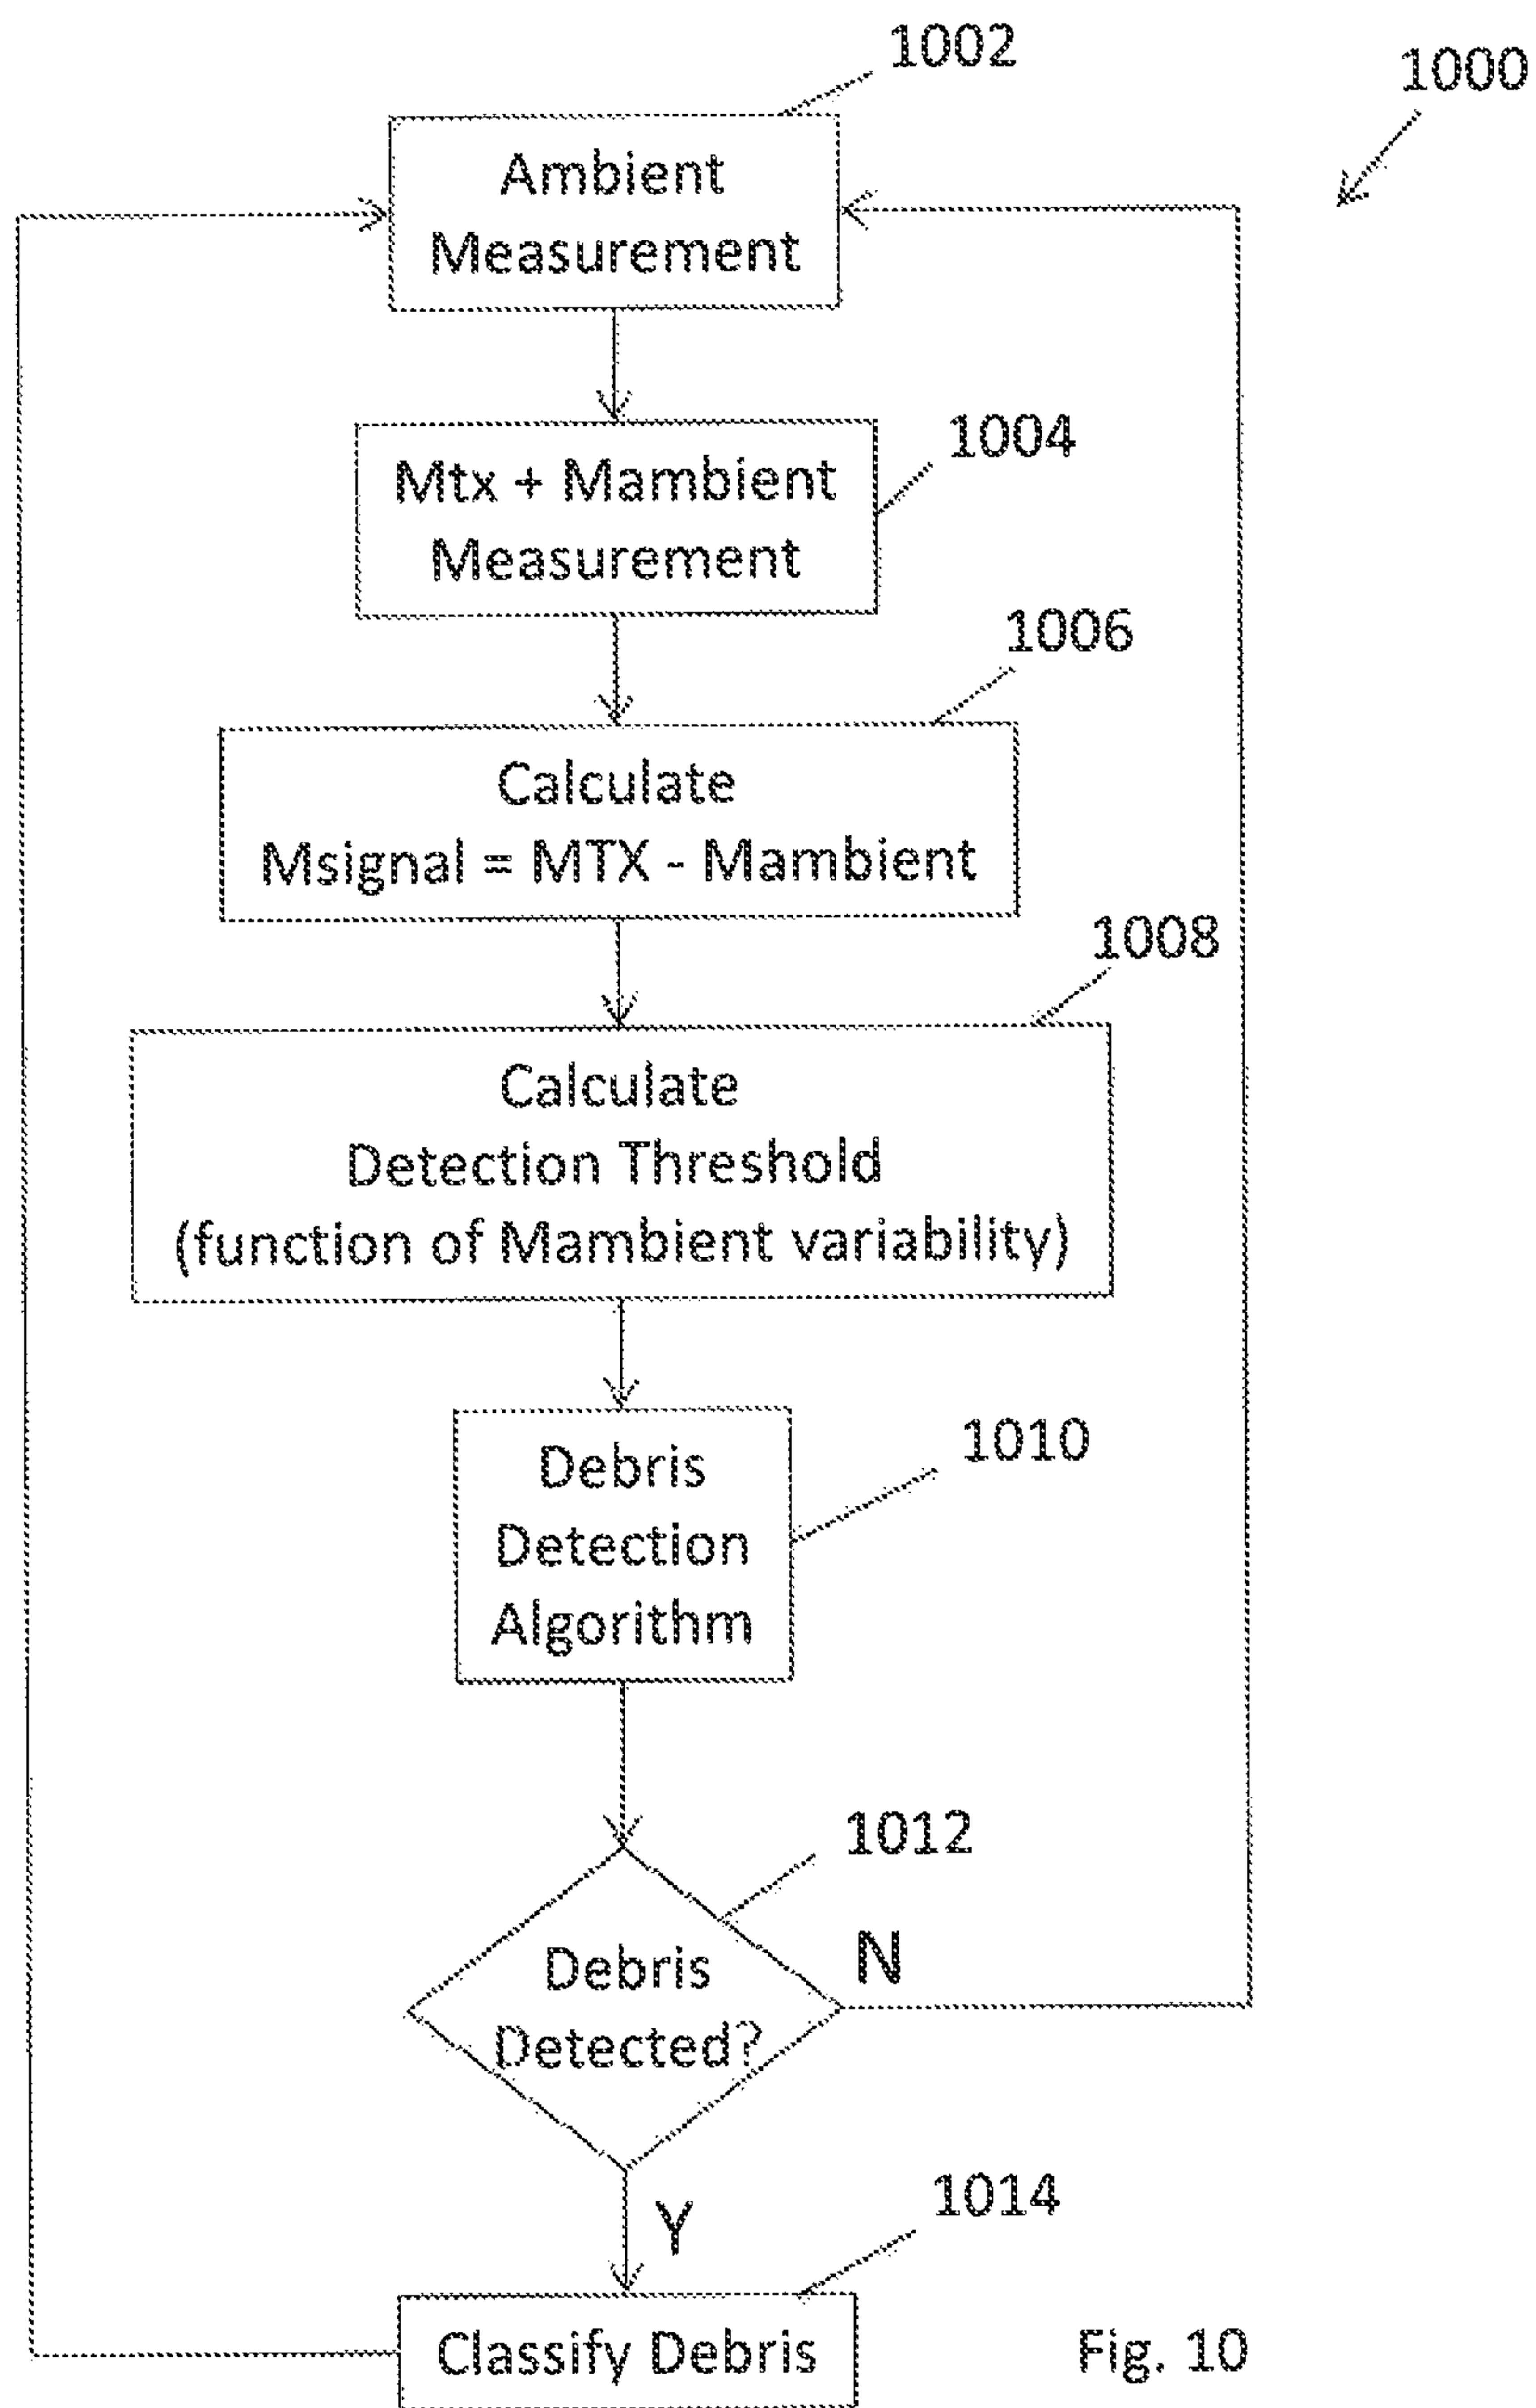 1002
1000
Ambient
Measurement
1004
Mtx + Mambient
Measurement
1006
Calculate
Msignal = MTX - Mambient
1008
Calculate
Detection Threshold
(function of Mambient variability)
1010
Debris
Detection
Algorithm
1012
Debris
Detected?
N
Y
1014
Classify Debris
Fig. 10